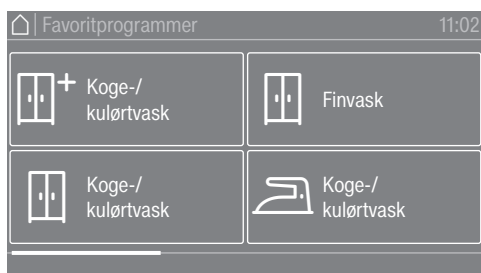 Favoritprogrammer 11:02
Koge-/
kulørtvask
Finvask
Koge-/
kulørtvask
Koge-/
kulørtvask